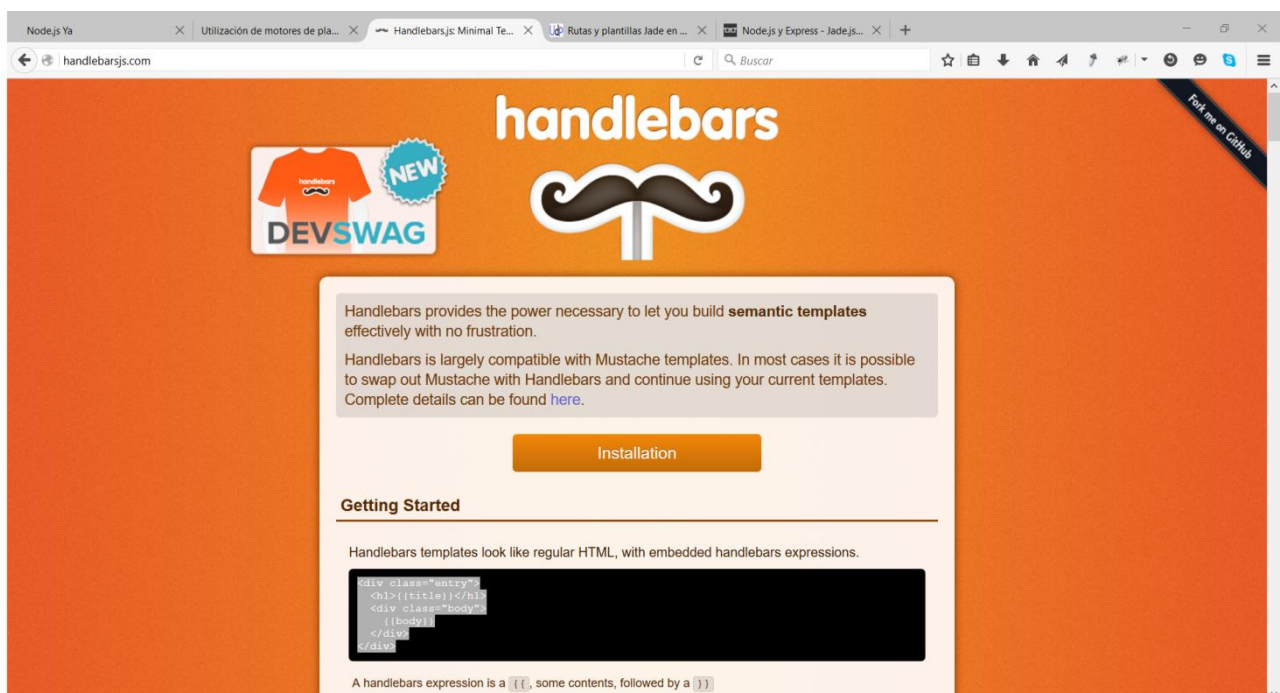 Node.js Ya
Utilización de motores de pla...
Handlebars.js: Minimal Te...
Rutas y plantillas Jade en ...
Node.js y Express - Jade.js...
handlebarsjs.com
Buscar
Fork me on GitHub
handlebars
handlebars
NEW
DEVSWAG
Handlebars provides the power necessary to let you build semantic templates
effectively with no frustration.
Handlebars is largely compatible with Mustache templates. In most cases it is possible
to swap out Mustache with Handlebars and continue using your current templates.
Complete details can be found here.
Installation
Getting Started
Handlebars templates look like regular HTML, with embedded handlebars expressions.
<div class="entry">
<h1>{{title}}</h1>
<div class="body">
{{body}}
</div>
</div>
A handlebars expression is a {{, some contents, followed by a }}